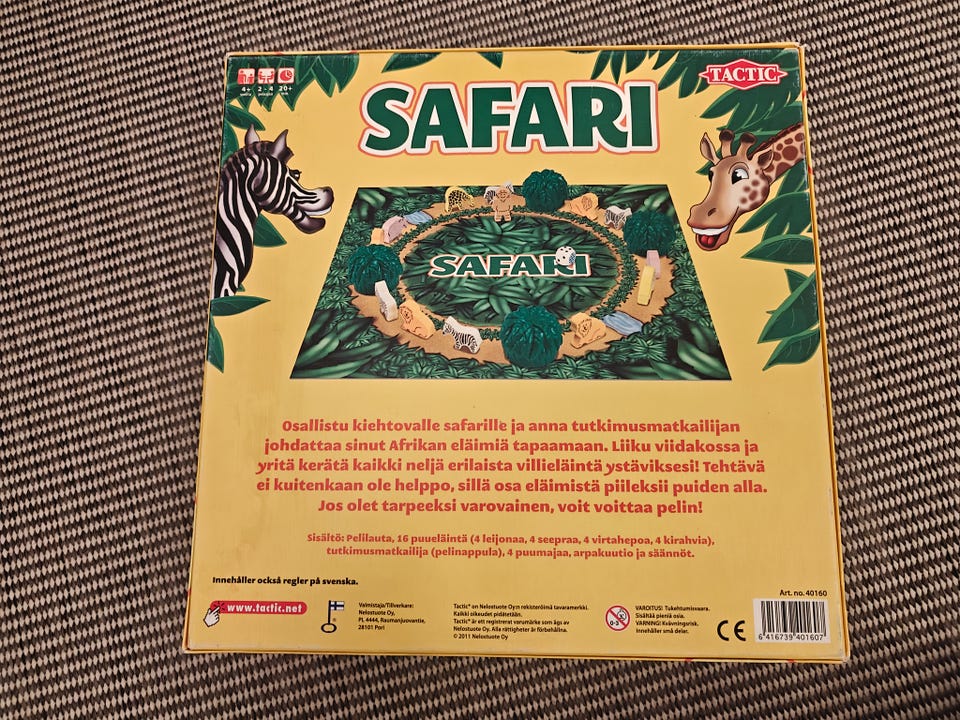 4+ 2 - 4 20+
TACTIC
SAFARI
SAFARI
Osallistu kiehtovalle safarille ja anna tutkimusmatkailijan
johdattaa sinut Afrikan eläimiä tapaamaan. Liiku viidakossa ja
yritä kerätä kaikki neljä erilaista villieläintä ystäviksesi! Tehtävä
ei kuitenkaan ole helppo, sillä osa eläimistä piileksii puiden alla.
Jos olet tarpeeksi varovainen, voit voittaa pelin!
Sisältö: Pelilauta, 16 puueläintä (4 leijonaa, 4 seepraa, 4 virtahepoa, 4 kirahvia),
tutkimusmatkailija (pelinappula), 4 puumajaa, arpakuutio ja säännöt.
Innehåller också regler på svenska.
Art. no. 40160
www.tactic.net
Valmistaja/Tillverkare:
Nelostuote Oy,
PL 4444, Raumanjuovantie,
28101 Pori
Tactic® on Nelostuote Oy:n rekisteröimä tavaramerkki.
Kaikki oikeudet pidätetään.
Tactic® är ett registrerat varumärke som ägs av
Nelostuote Oy. Alla rättigheter är förbehållna.
© 2011 Nelostuote Oy
0-3
VAROITUS! Tukehtumisvaara.
Sisältää pieniä osia.
VARNING! Kvävningsrisk.
Innehåller små delar.
CE
6 416739 401607